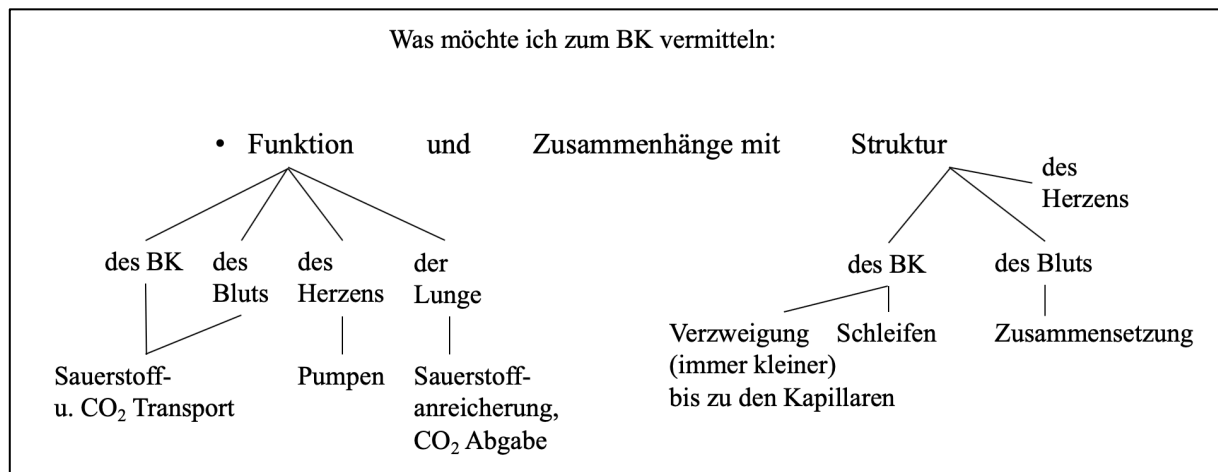 Was möchte ich zum BK vermitteln:
• Funktion und Zusammenhänge mit Struktur
des
Herzens
des BK
des
Bluts
des
Herzens
der
Lunge
des BK
des Bluts
Sauerstoff-
u. CO₂ Transport
Pumpen
Sauerstoff-
anreicherung,
CO₂ Abgabe
Verzweigung
(immer kleiner)
bis zu den Kapillaren
Schleifen
Zusammensetzung